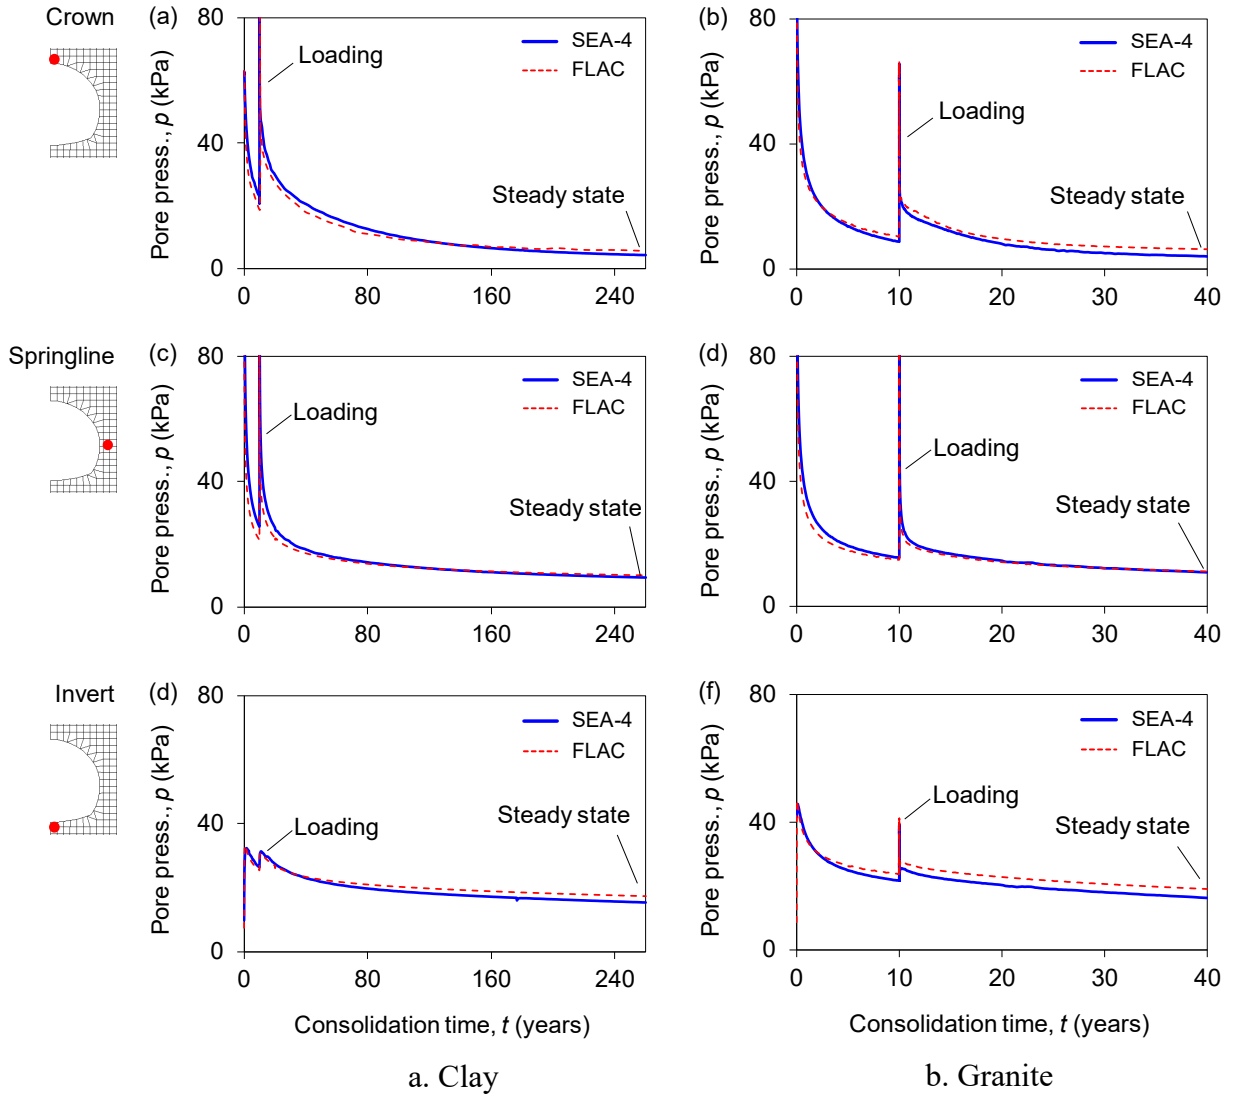 Crown
(a)
80
40
0
Pore press., p (kPa)
Loading
SEA-4
FLAC
Steady state
0
80
160
240
(b)
80
40
0
Pore press., p (kPa)
Loading
SEA-4
FLAC
Steady state
0
10
20
30
40
Springline
(c)
80
40
0
Pore press., p (kPa)
Loading
SEA-4
FLAC
Steady state
0
80
160
240
(d)
80
40
0
Pore press., p (kPa)
Loading
SEA-4
FLAC
Steady state
0
10
20
30
40
Invert
(d)
80
40
0
Pore press., p (kPa)
Loading
SEA-4
FLAC
Steady state
0
80
160
240
Consolidation time, t (years)
(f)
80
40
0
Pore press., p (kPa)
Loading
SEA-4
FLAC
Steady state
0
10
20
30
40
Consolidation time, t (years)
a. Clay
b. Granite